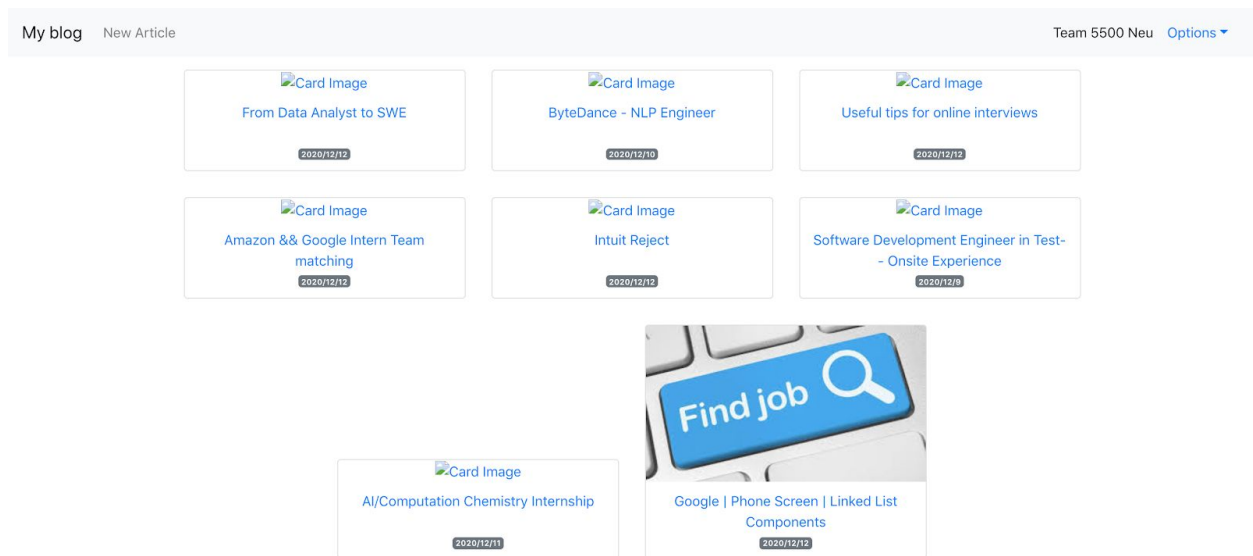 My blog New Article Team 5500 Neu Options
Card Image Card Image Card Image
From Data Analyst to SWE ByteDance - NLP Engineer Useful tips for online interviews
2020/12/12 2020/12/10 2020/12/12
Card Image Card Image Card Image
Amazon && Google Intern Team Intuit Reject Software Development Engineer in Test-
matching - Onsite Experience
2020/12/12 2020/12/12 2020/12/9
Find job
Card Image
AI/Computation Chemistry Internship Google | Phone Screen | Linked List
Components
2020/12/11 2020/12/12